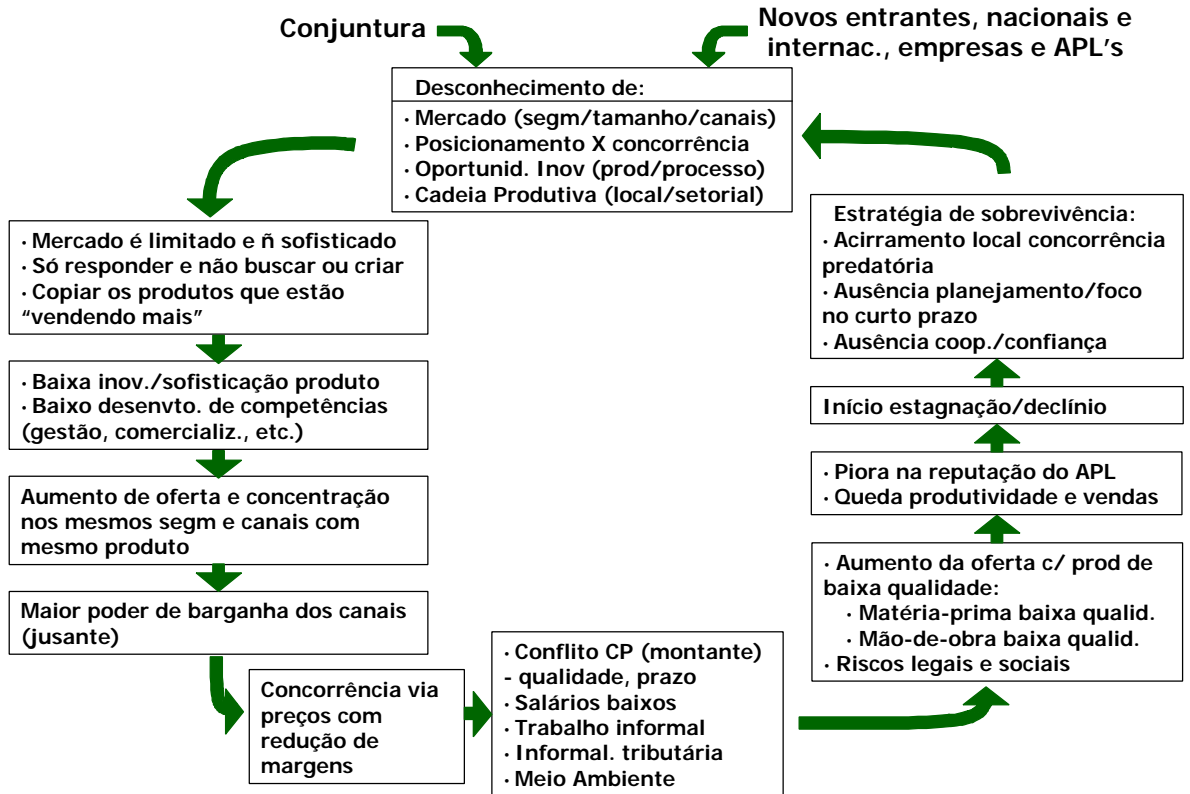 Conjuntura
Novos entrantes, nacionais e
internac., empresas e APL's
Desconhecimento de:
· Mercado (segm/tamanho/canais)
· Posicionamento X concorrência
· Oportunid. Inov (prod/processo)
· Cadeia Produtiva (local/setorial)
· Mercado é limitado e ñ sofisticado
· Só responder e não buscar ou criar
· Copiar os produtos que estão
“vendendo mais”
· Baixa inov./sofisticação produto
· Baixo desenvto. de competências
(gestão, comercializ., etc.)
Aumento de oferta e concentração
nos mesmos segm e canais com
mesmo produto
Maior poder de barganha dos canais
(jusante)
Concorrência via
preços com
redução de
margens
· Conflito CP (montante)
- qualidade, prazo
· Salários baixos
· Trabalho informal
· Informal. tributária
· Meio Ambiente
· Aumento da oferta c/ prod de
baixa qualidade:
· Matéria-prima baixa qualid.
· Mão-de-obra baixa qualid.
· Riscos legais e sociais
· Piora na reputação do APL
· Queda produtividade e vendas
Início estagnação/declínio
Estratégia de sobrevivência:
· Acirramento local concorrência
predatória
· Ausência planejamento/foco
no curto prazo
· Ausência coop./confiança